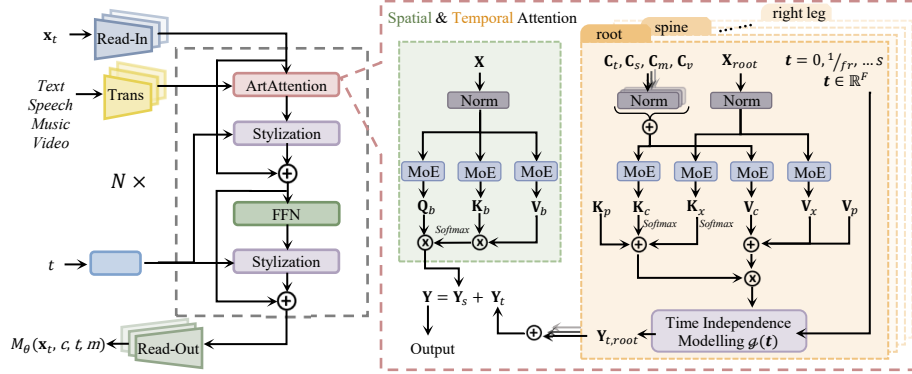 x_t
Read-In
Text
Speech
Music
Video
Trans
ArtAttention
Stylization
N ×
FFN
t
Stylization
M_θ(x_t, c, t, m)
Read-Out
Spatial & Temporal Attention
X
Norm
MoE
MoE
MoE
Q_b
K_b
V_b
Softmax
Y = Y_s + Y_t
Output
root
spine
......
right leg
C_t, C_s, C_m, C_v
X_root
t = 0, 1/fr, ... s
t ∈ ℝ^F
Norm
Norm
MoE
MoE
MoE
MoE
K_p
K_c
K_x
V_c
V_x
V_p
Softmax
Softmax
Y_t,root
Time Independence
Modelling 𝓰(t)